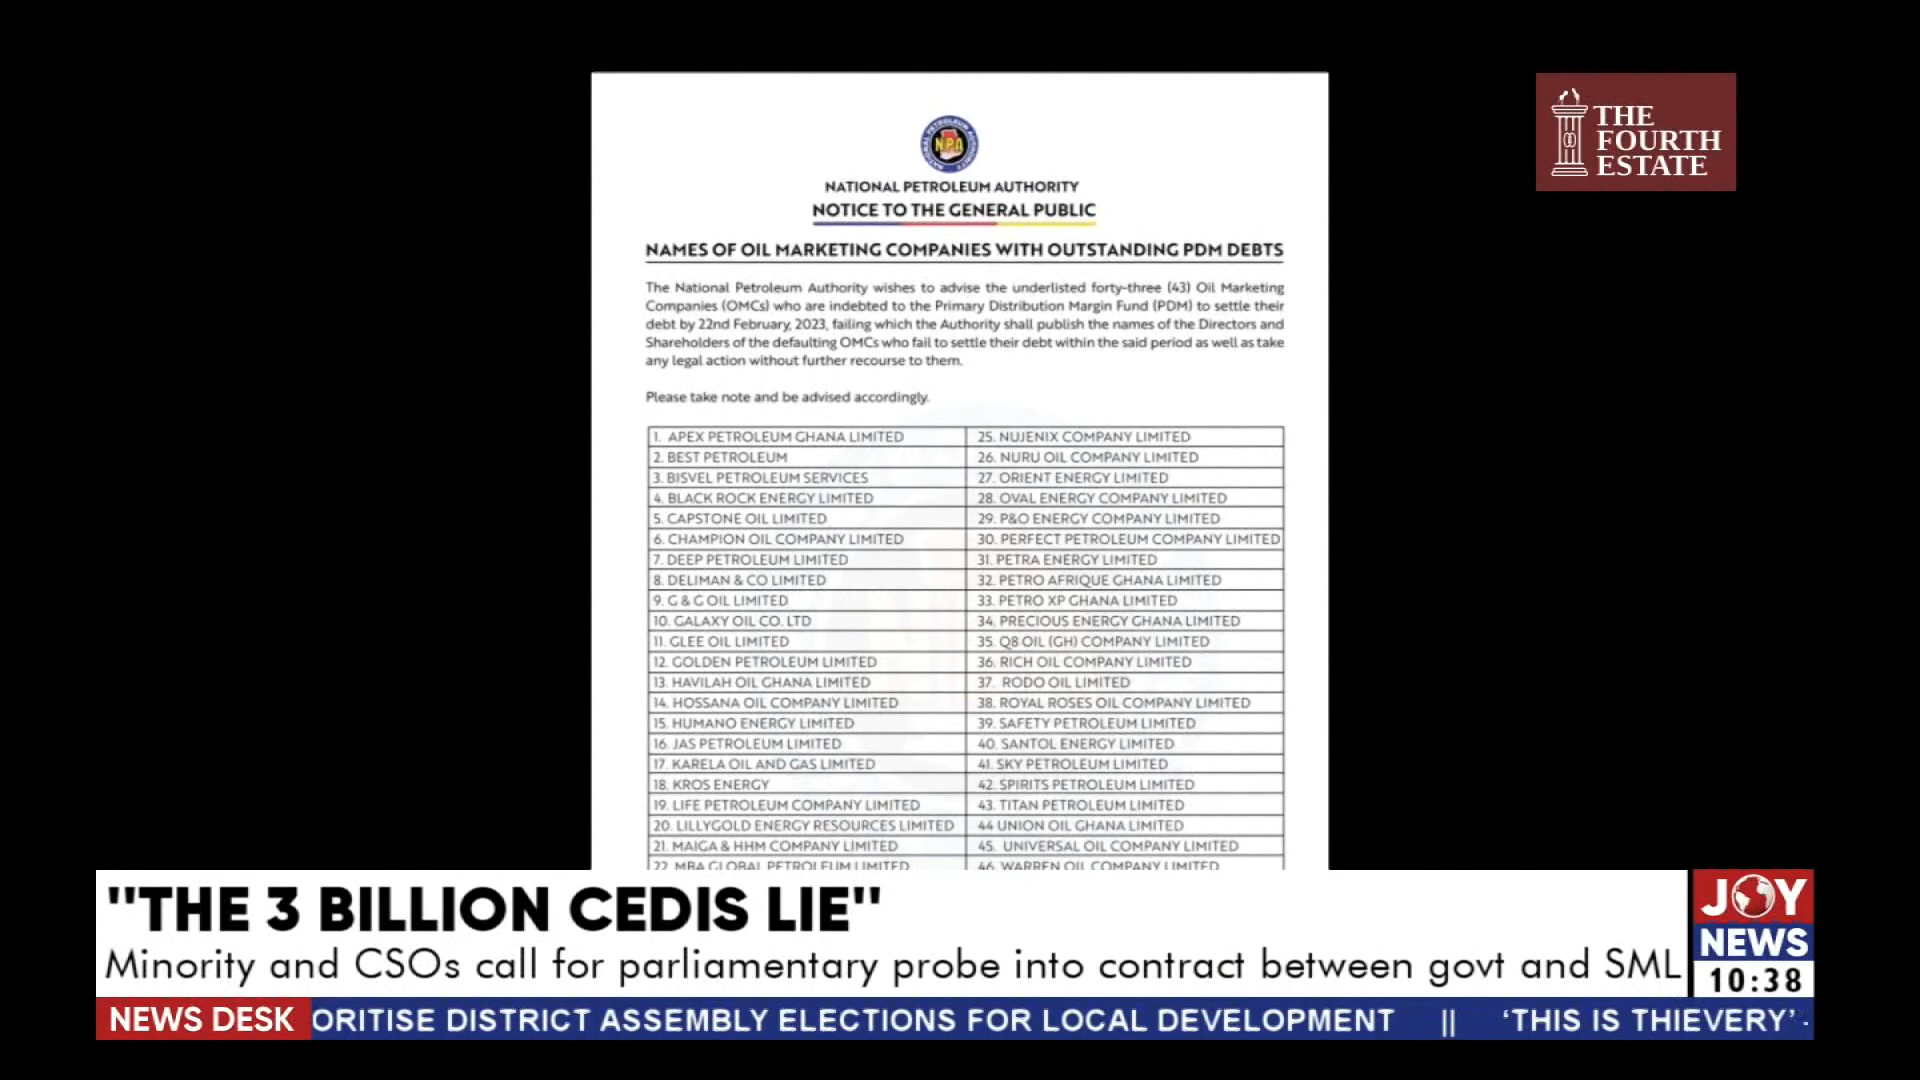 THE
FOURTH
ESTATE
NPA
NATIONAL PETROLEUM AUTHORITY
NOTICE TO THE GENERAL PUBLIC
NAMES OF OIL MARKETING COMPANIES WITH OUTSTANDING PDM DEBTS
The National Petroleum Authority wishes to advise the underlisted forty-three (43) Oil Marketing
Companies (OMCs) who are indebted to the Primary Distribution Margin Fund (PDM) to settle their
debt by 22nd February, 2023, failing which the Authority shall publish the names of the Directors and
Shareholders of the defaulting OMCs who fail to settle their debt within the said period as well as take
any legal action without further recourse to them.
Please take note and be advised accordingly.
1. APEX PETROLEUM GHANA LIMITED
2. BEST PETROLEUM
3. BISVEL PETROLEUM SERVICES
4. BLACK ROCK ENERGY LIMITED
5. CAPSTONE OIL LIMITED
6. CHAMPION OIL COMPANY LIMITED
7. DEEP PETROLEUM LIMITED
8. DELIMAN & CO LIMITED
9. G & G OIL LIMITED
10. GALAXY OIL CO. LTD
11. GLEE OIL LIMITED
12. GOLDEN PETROLEUM LIMITED
13. HAVILAH OIL GHANA LIMITED
14. HOSSANA OIL COMPANY LIMITED
15. HUMANO ENERGY LIMITED
16. JAS PETROLEUM LIMITED
17. KARELA OIL AND GAS LIMITED
18. KROS ENERGY
19. LIFE PETROLEUM COMPANY LIMITED
20. LILLYGOLD ENERGY RESOURCES LIMITED
21. MAIGA & HHM COMPANY LIMITED
22. MBA GLOBAL PETROLEUM LIMITED
25. NUJENIX COMPANY LIMITED
26. NURU OIL COMPANY LIMITED
27. ORIENT ENERGY LIMITED
28. OVAL ENERGY COMPANY LIMITED
29. P&O ENERGY COMPANY LIMITED
30. PERFECT PETROLEUM COMPANY LIMITED
31. PETRA ENERGY LIMITED
32. PETRO AFRIQUE GHANA LIMITED
33. PETRO XP GHANA LIMITED
34. PRECIOUS ENERGY GHANA LIMITED
35. Q8 OIL (GH) COMPANY LIMITED
36. RICH OIL COMPANY LIMITED
37. RODO OIL LIMITED
38. ROYAL ROSES OIL COMPANY LIMITED
39. SAFETY PETROLEUM LIMITED
40. SANTOL ENERGY LIMITED
41. SKY PETROLEUM LIMITED
42. SPIRITS PETROLEUM LIMITED
43. TITAN PETROLEUM LIMITED
44 UNION OIL GHANA LIMITED
45. UNIVERSAL OIL COMPANY LIMITED
46. WARREN OIL COMPANY LIMITED
"THE 3 BILLION CEDIS LIE"
Minority and CSOs call for parliamentary probe into contract between govt and SML
JOY
NEWS
10:38
NEWS DESK
ORITISE DISTRICT ASSEMBLY ELECTIONS FOR LOCAL DEVELOPMENT || ‘THIS IS THIEVERY’ -